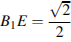 B₁E = √2/2